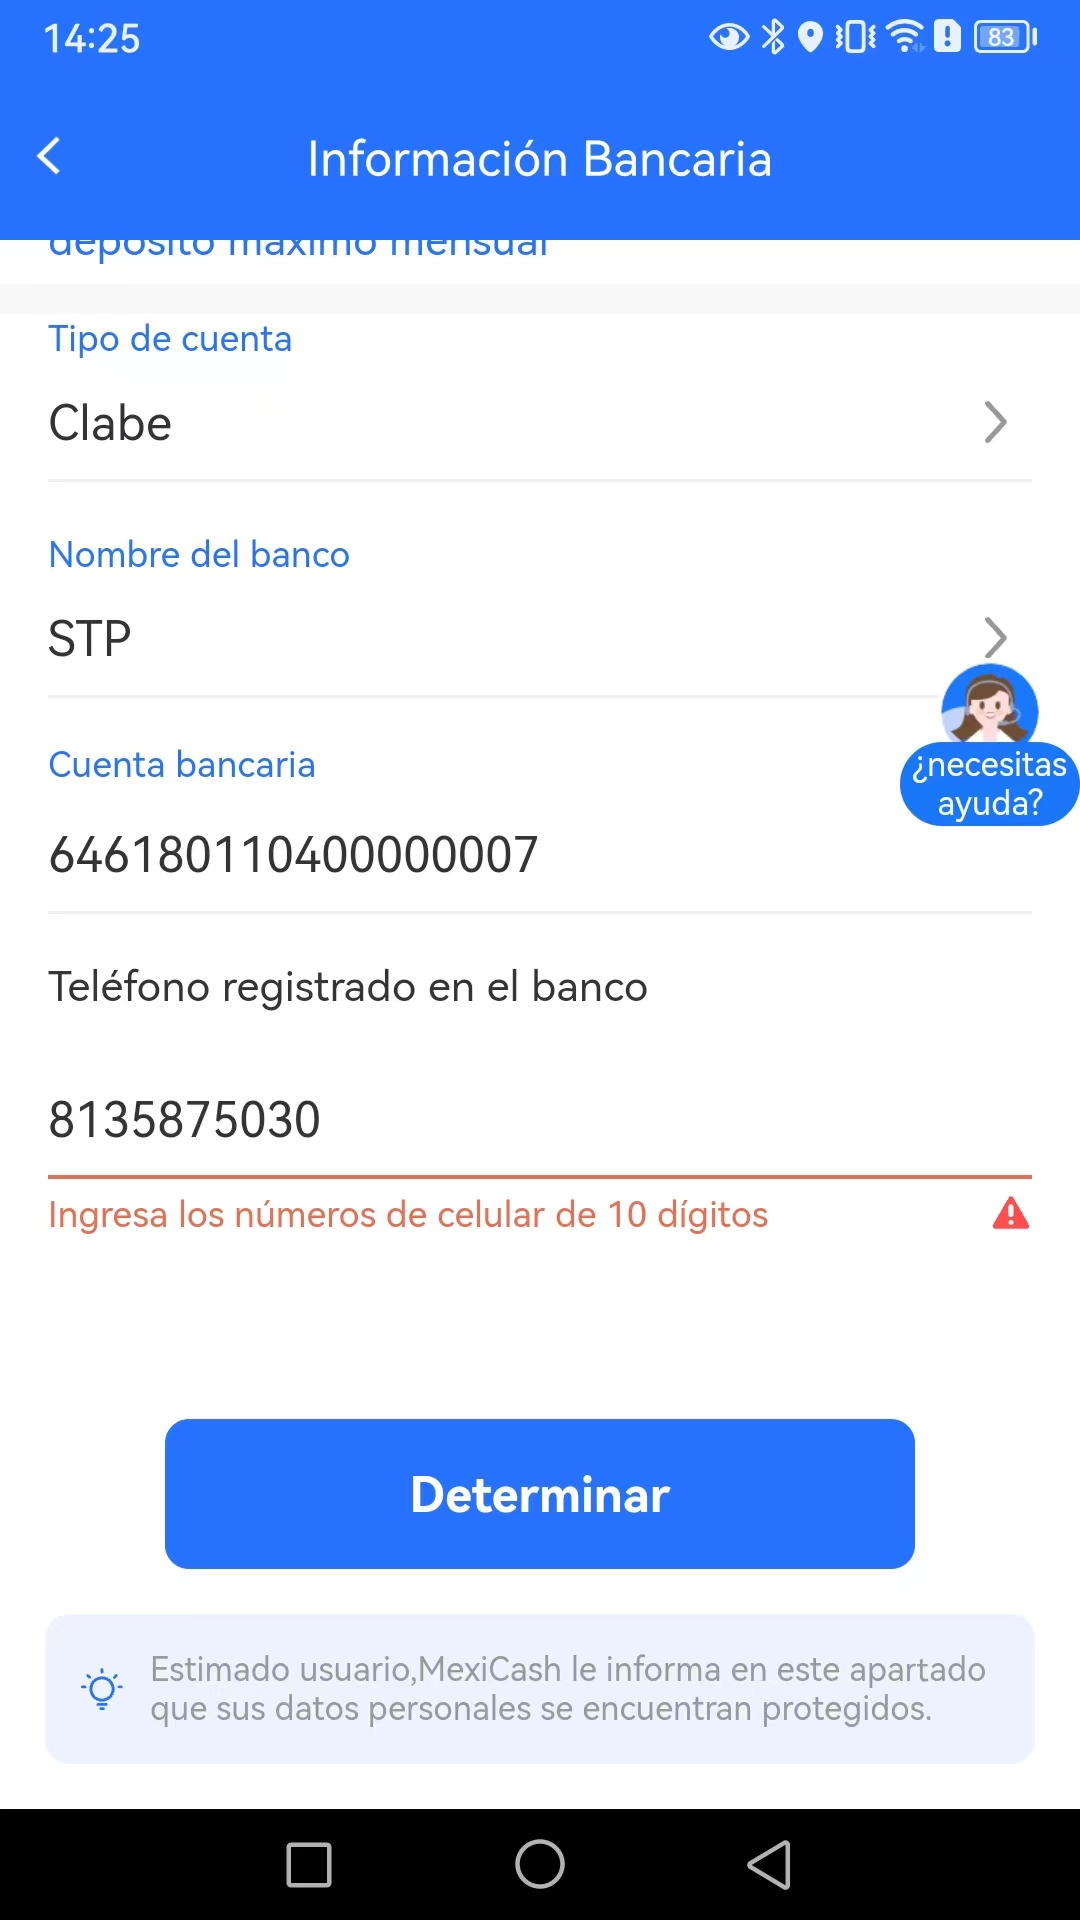 14:25
83
Información Bancaria
depósito máximo mensual
Tipo de cuenta
Clabe
Nombre del banco
STP
¿necesitas
ayuda?
Cuenta bancaria
646180110400000007
Teléfono registrado en el banco
8135875030
Ingresa los números de celular de 10 dígitos
Determinar
Estimado usuario,MexiCash le informa en este apartado
que sus datos personales se encuentran protegidos.